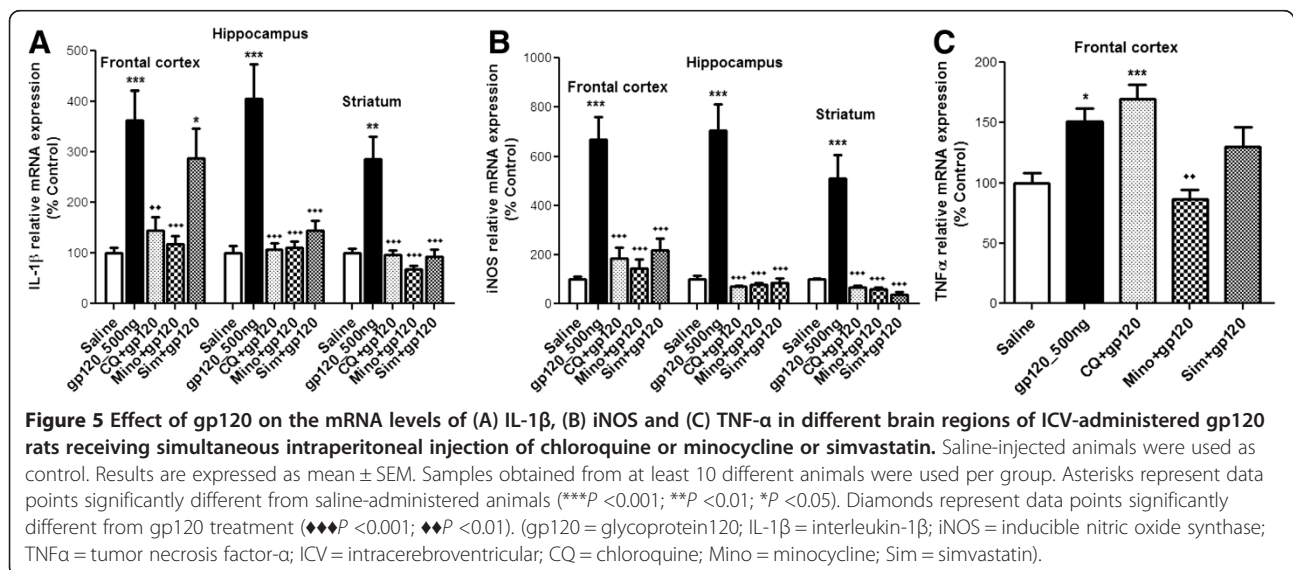 A
Hippocampus
Frontal cortex
Striatum
IL-1β relative mRNA expression
(% Control)
500
400
300
200
100
0
***
♦♦
♦♦♦
*
***
♦♦♦
♦♦♦
♦♦♦
**
♦♦♦
♦♦♦
♦♦♦
Saline
gp120_500ng
CQ+gp120
Mino+gp120
Sim+gp120
Saline
gp120_500ng
CQ+gp120
Mino+gp120
Sim+gp120
Saline
gp120_500ng
CQ+gp120
Mino+gp120
Sim+gp120
B
Hippocampus
Frontal cortex
Striatum
iNOS relative mRNA expression
(% Control)
1000
800
600
400
200
0
***
♦♦♦
♦♦♦
♦♦♦
***
♦♦♦
♦♦♦
♦♦♦
***
♦♦♦
♦♦♦
♦♦♦
Saline
gp120_500ng
CQ+gp120
Mino+gp120
Sim+gp120
Saline
gp120_500ng
CQ+gp120
Mino+gp120
Sim+gp120
Saline
gp120_500ng
CQ+gp120
Mino+gp120
Sim+gp120
C
Frontal cortex
TNFα relative mRNA expression
(% Control)
200
150
100
50
0
*
***
♦♦
Saline
gp120_500ng
CQ+gp120
Mino+gp120
Sim+gp120
Figure 5 Effect of gp120 on the mRNA levels of (A) IL-1β, (B) iNOS and (C) TNF-α in different brain regions of ICV-administered gp120
rats receiving simultaneous intraperitoneal injection of chloroquine or minocycline or simvastatin. Saline-injected animals were used as
control. Results are expressed as mean ± SEM. Samples obtained from at least 10 different animals were used per group. Asterisks represent data
points significantly different from saline-administered animals (***P <0.001; **P <0.01; *P <0.05). Diamonds represent data points significantly
different from gp120 treatment (♦♦♦P <0.001; ♦♦P <0.01). (gp120 = glycoprotein120; IL-1β = interleukin-1β; iNOS = inducible nitric oxide synthase;
TNFα = tumor necrosis factor-α; ICV = intracerebroventricular; CQ = chloroquine; Mino = minocycline; Sim = simvastatin).